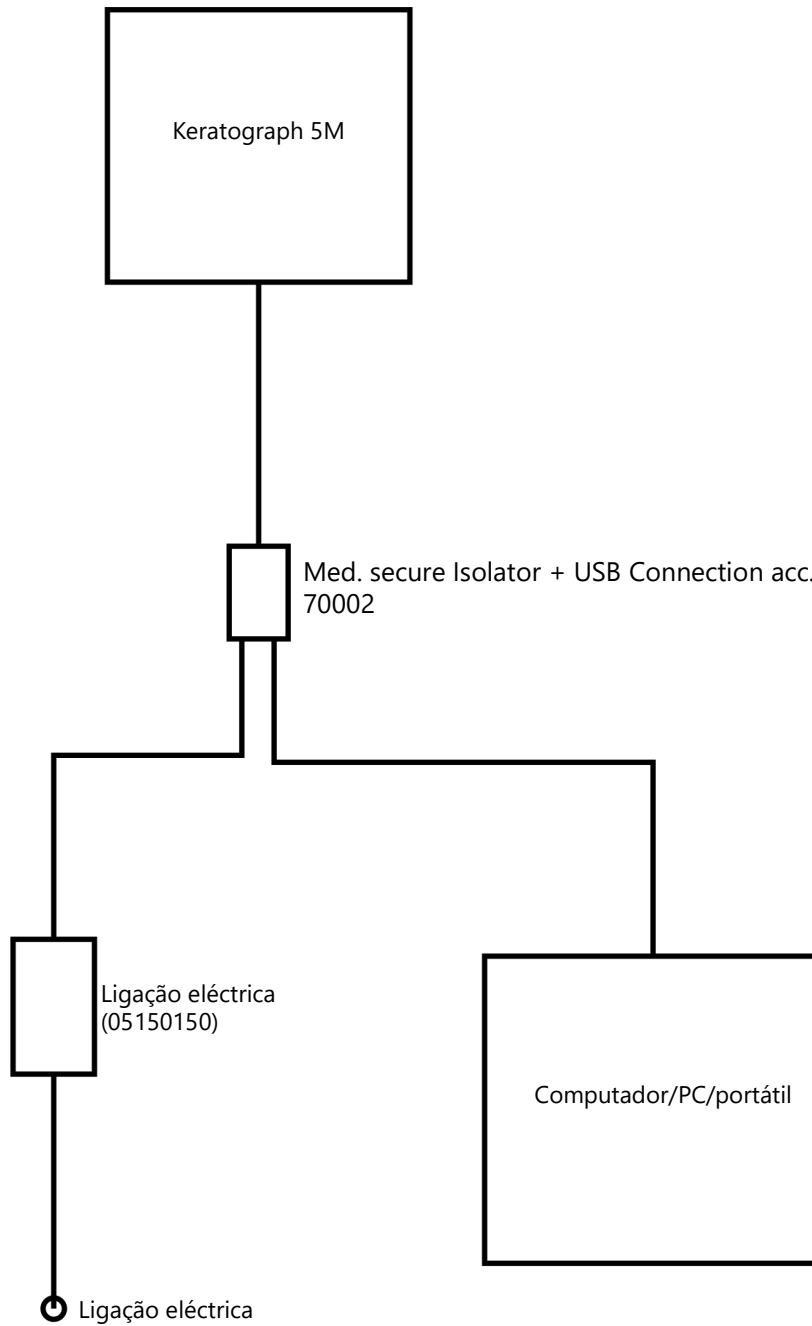 Keratograph 5M
Med. secure Isolator + USB Connection acc.
70002
Ligação eléctrica
(05150150)
Computador/PC/portátil
Ligação eléctrica